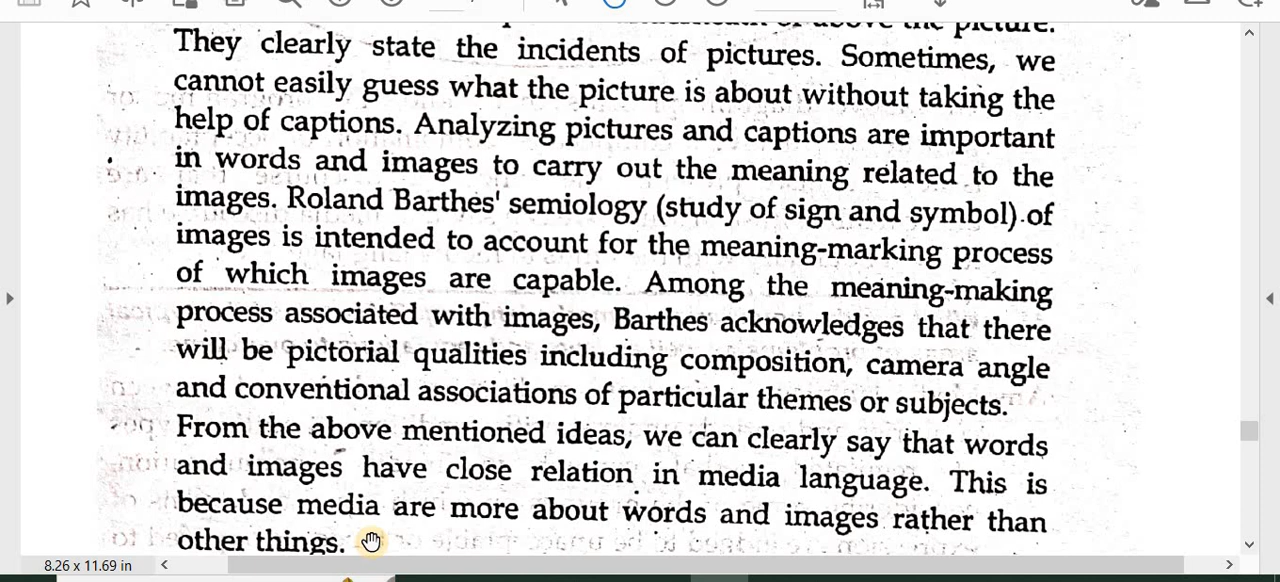 the picture.
They clearly state the incidents of pictures. Sometimes, we
cannot easily guess what the picture is about without taking the
help of captions. Analyzing pictures and captions are important
in words and images to carry out the meaning related to the
images. Roland Barthes' semiology (study of sign and symbol) of
images is intended to account for the meaning-marking process
of which images are capable. Among the meaning-making
process associated with images, Barthes acknowledges that there
will be pictorial qualities including composition, camera angle
and conventional associations of particular themes or subjects.
From the above mentioned ideas, we can clearly say that words
and images have close relation in media language. This is
because media are more about words and images rather than
other things.
8.26 x 11.69 in